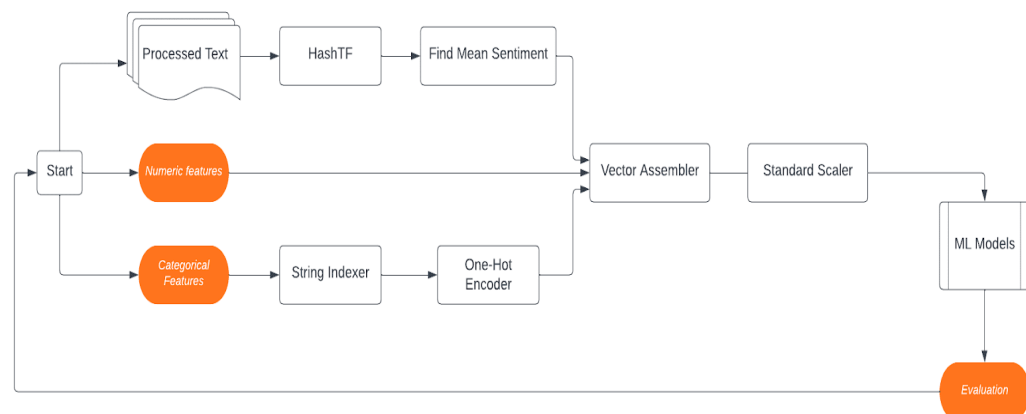 Processed Text
HashTF
Find Mean Sentiment
Start
Numeric features
Vector Assembler
Standard Scaler
Categorical
Features
String Indexer
One-Hot
Encoder
ML Models
Evaluation